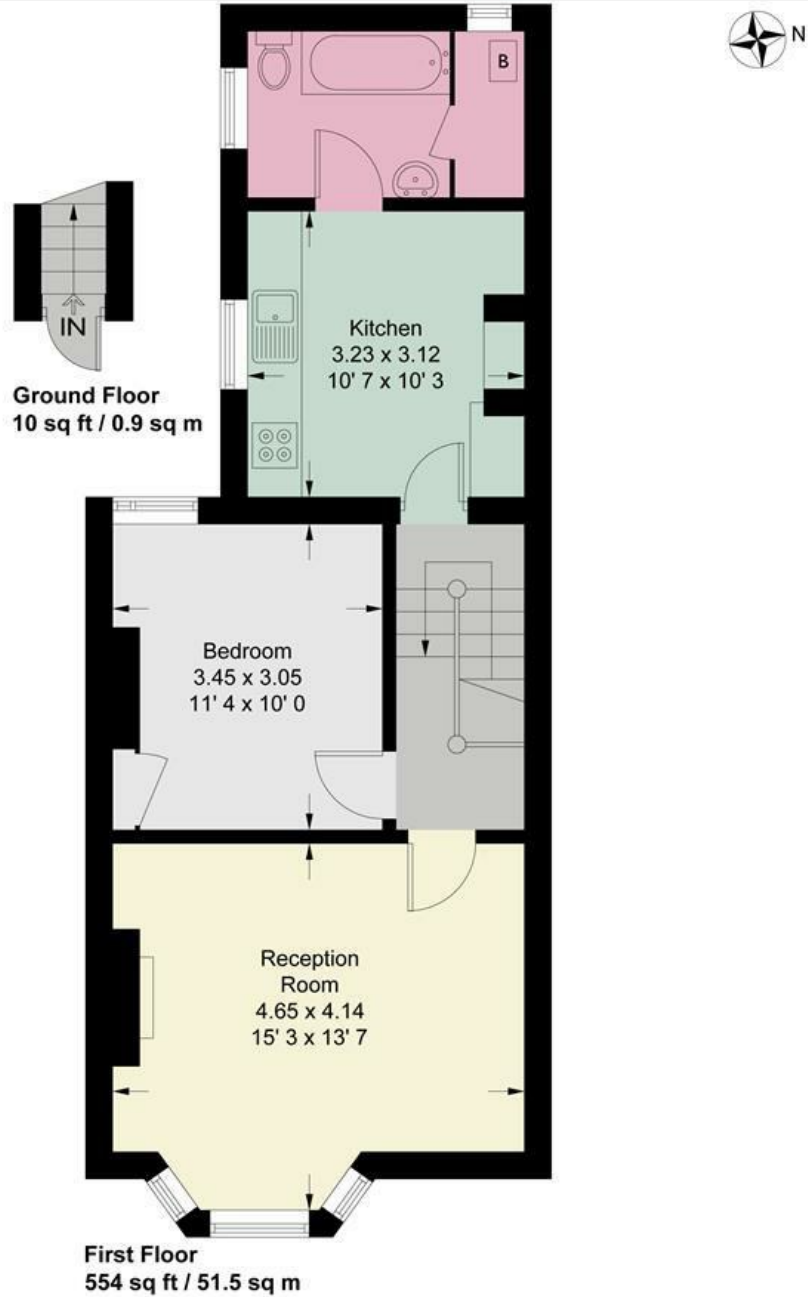 N
B
IN
Ground Floor
10 sq ft / 0.9 sq m
Kitchen
3.23 x 3.12
10' 7 x 10' 3
Bedroom
3.45 x 3.05
11' 4 x 10' 0
Reception
Room
4.65 x 4.14
15' 3 x 13' 7
First Floor
554 sq ft / 51.5 sq m